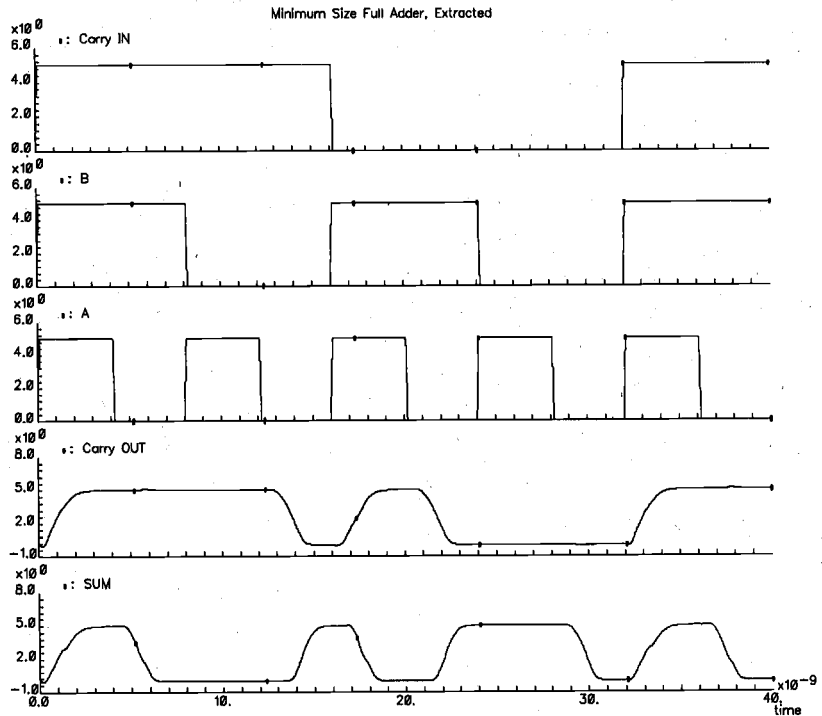 Minimum Size Full Adder, Extracted
x10^0
6.0
: Carry IN
4.0
2.0
0.0
x10^0
6.0
: B
4.0
2.0
0.0
x10^0
6.0
: A
4.0
2.0
0.0
x10^0
8.0
: Carry OUT
5.0
2.0
-1.0
x10^0
8.0
: SUM
5.0
2.0
-1.0
0.0 10. 20. 30. 40. x10^-9
time